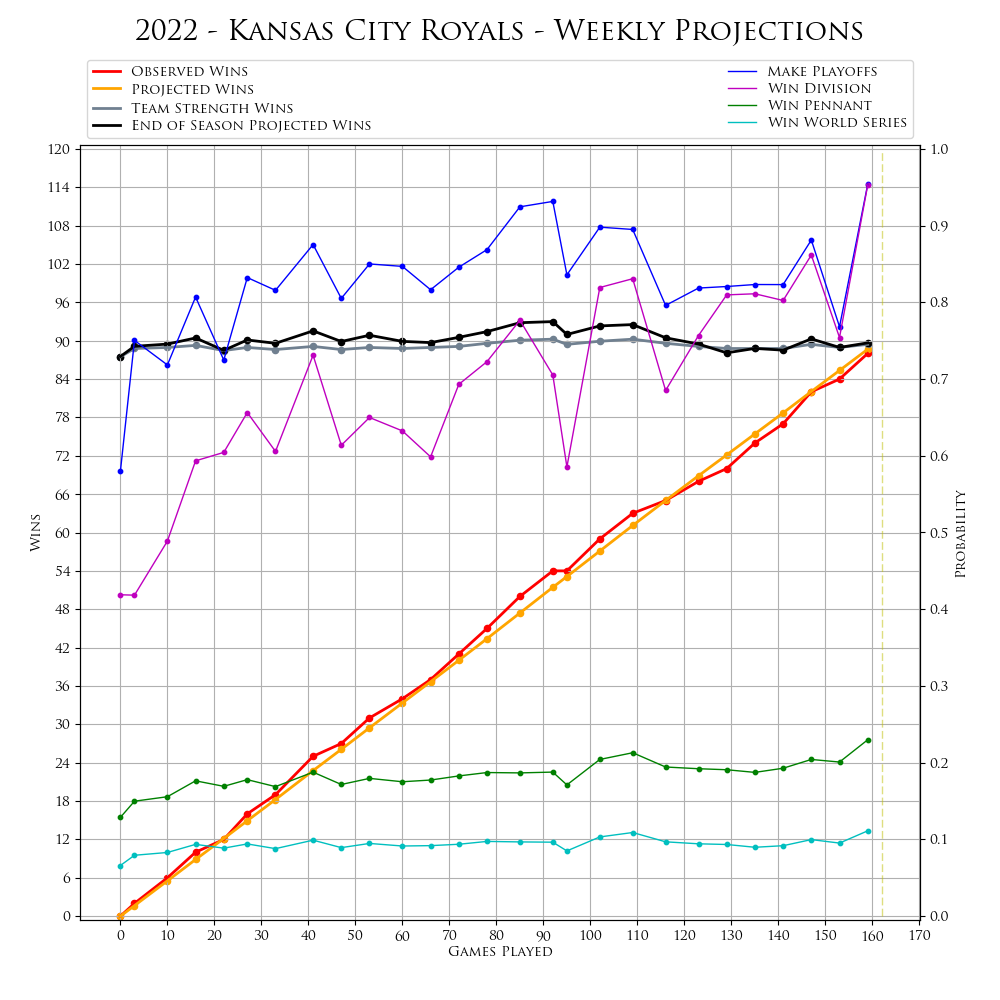 2022 - Kansas City Royals - Weekly Projections
Observed Wins
Projected Wins
Team Strength Wins
End of Season Projected Wins
Make Playoffs
Win Division
Win Pennant
Win World Series
120
114
108
102
96
90
84
78
72
66
60
54
48
42
36
30
24
18
12
6
0
Wins
1.0
0.9
0.8
0.7
0.6
0.5
0.4
0.3
0.2
0.1
0.0
Probability
0 10 20 30 40 50 60 70 80 90 100 110 120 130 140 150 160 170
Games Played